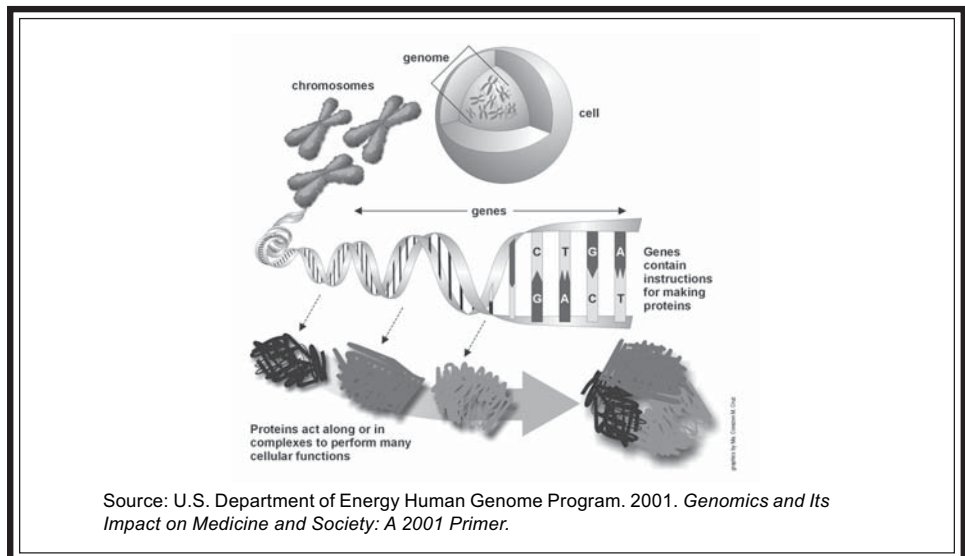 genome
chromosomes
cell
genes
C T G A
G A C T
Genes
contain
instructions
for making
proteins
Proteins act along or in
complexes to perform many
cellular functions
Source: U.S. Department of Energy Human Genome Program. 2001. Genomics and Its
Impact on Medicine and Society: A 2001 Primer.